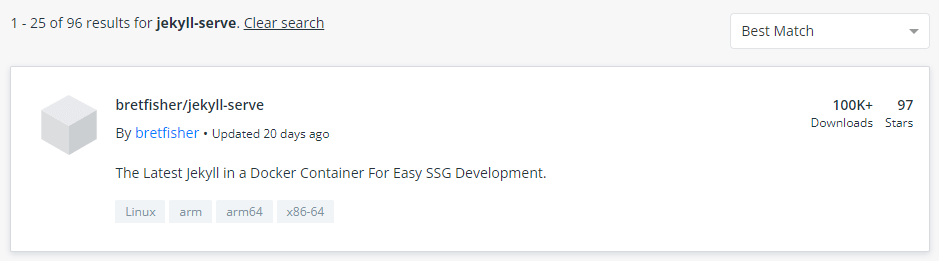 1 - 25 of 96 results for jekyll-serve. Clear search
Best Match
bretfisher/jekyll-serve
By bretfisher • Updated 20 days ago
100K+ 97
Downloads Stars
The Latest Jekyll in a Docker Container For Easy SSG Development.
Linux arm arm64 x86-64